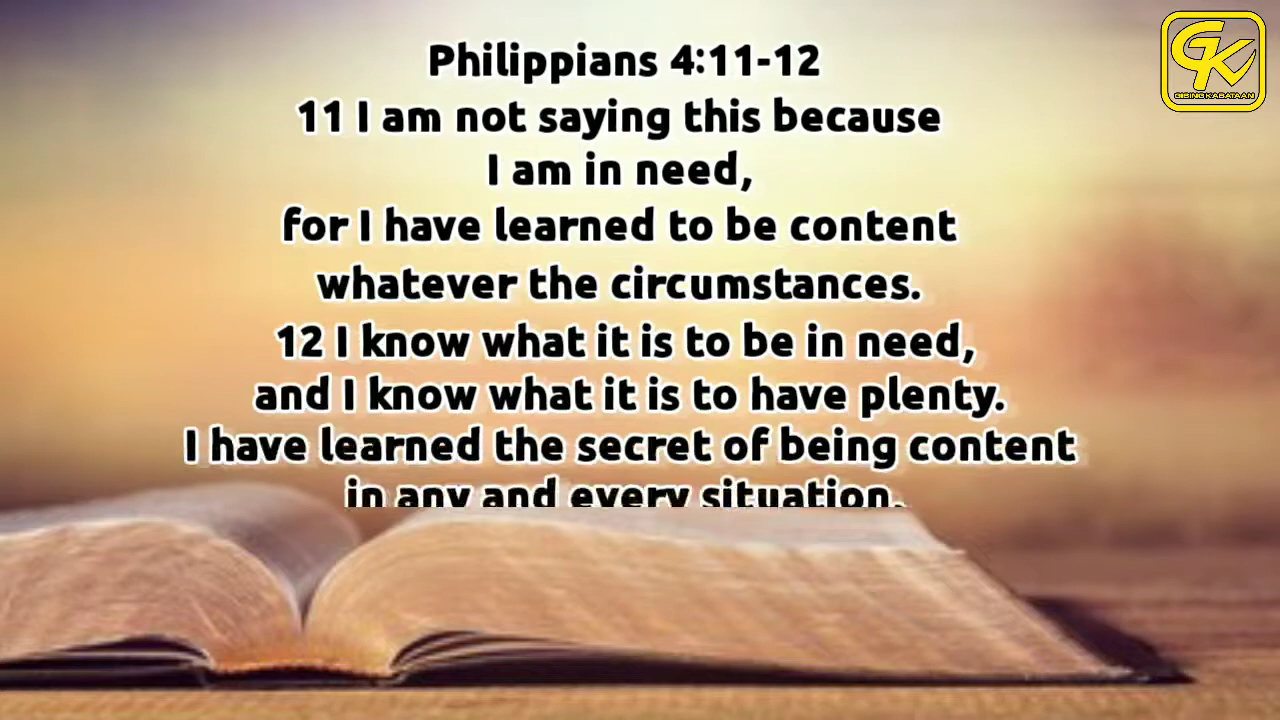 Philippians 4:11-12
11 I am not saying this because
I am in need,
for I have learned to be content
whatever the circumstances.
12 I know what it is to be in need,
and I know what it is to have plenty.
I have learned the secret of being content
in any and every situation.
GK
GISING KABATAAN